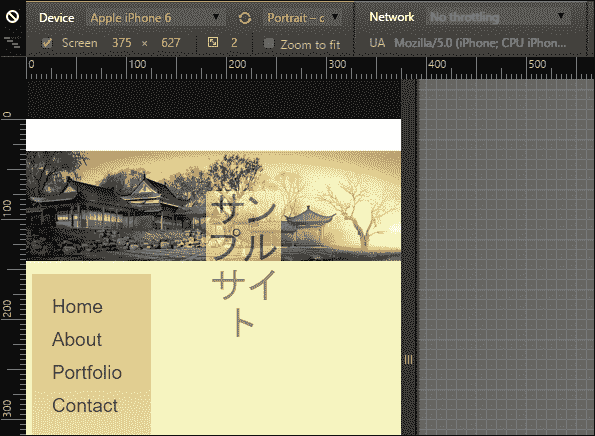 Device Apple iPhone 6 Portrait – c Network No throttling
Screen 375 × 627 2 Zoom to fit UA Mozilla/5.0 (iPhone; CPU iPhon...
0 100 200 300 400 500
0
100
200
300
サン
プル
サイ
ト
Home
About
Portfolio
Contact